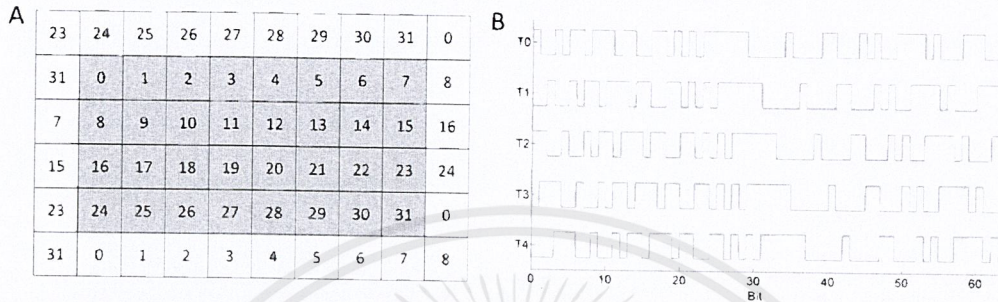 A
23 24 25 26 27 28 29 30 31 0
31 0 1 2 3 4 5 6 7 8
7 8 9 10 11 12 13 14 15 16
15 16 17 18 19 20 21 22 23 24
23 24 25 26 27 28 29 30 31 0
31 0 1 2 3 4 5 6 7 8
B
T0
T1
T2
T3
T4
0 10 20 30 40 50 60
Bit